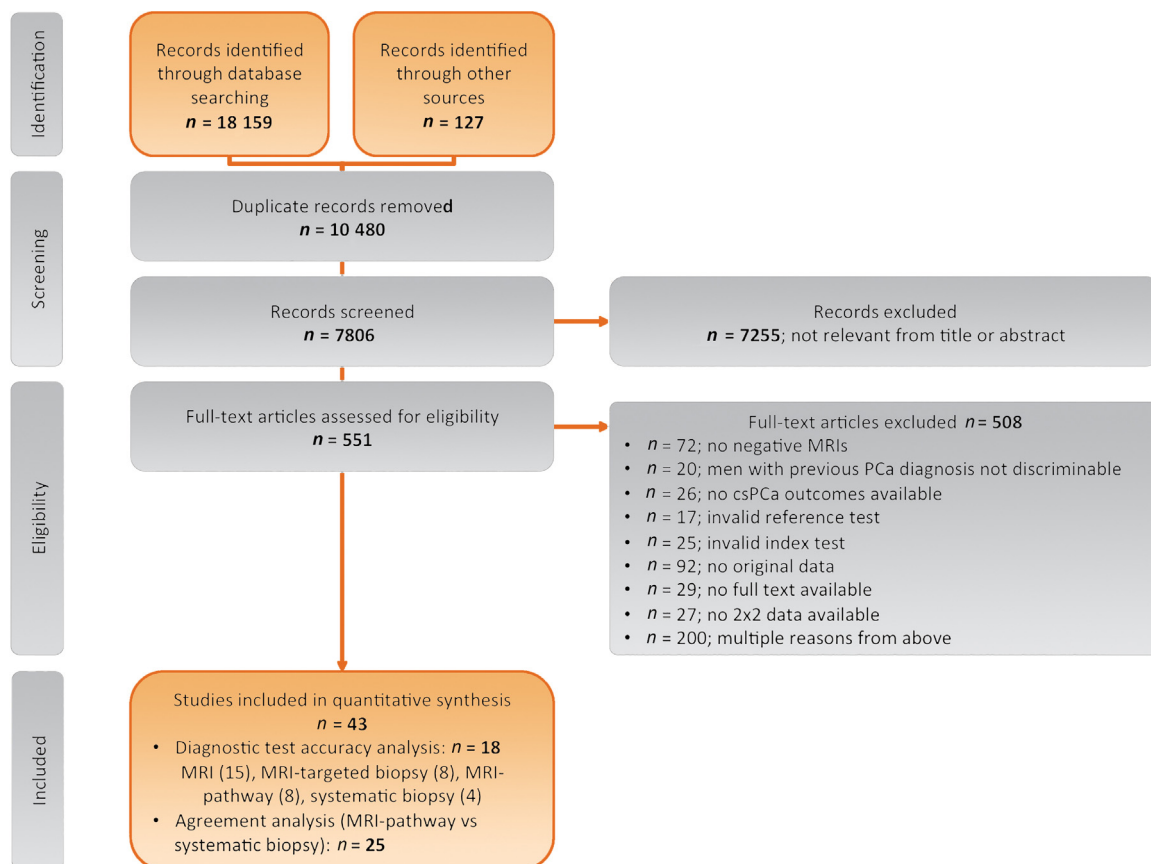 Identification
Records identified
through database
searching
n = 18 159
Records identified
through other
sources
n = 127
Screening
Duplicate records removed
n = 10 480
Records screened
n = 7806
Records excluded
n = 7255; not relevant from title or abstract
Eligibility
Full-text articles assessed for eligibility
n = 551
Full-text articles excluded n = 508
• n = 72; no negative MRIs
• n = 20; men with previous PCa diagnosis not discriminable
• n = 26; no csPCa outcomes available
• n = 17; invalid reference test
• n = 25; invalid index test
• n = 92; no original data
• n = 29; no full text available
• n = 27; no 2x2 data available
• n = 200; multiple reasons from above
Included
Studies included in quantitative synthesis
n = 43
• Diagnostic test accuracy analysis: n = 18
MRI (15), MRI-targeted biopsy (8), MRI-
pathway (8), systematic biopsy (4)
• Agreement analysis (MRI-pathway vs
systematic biopsy): n = 25